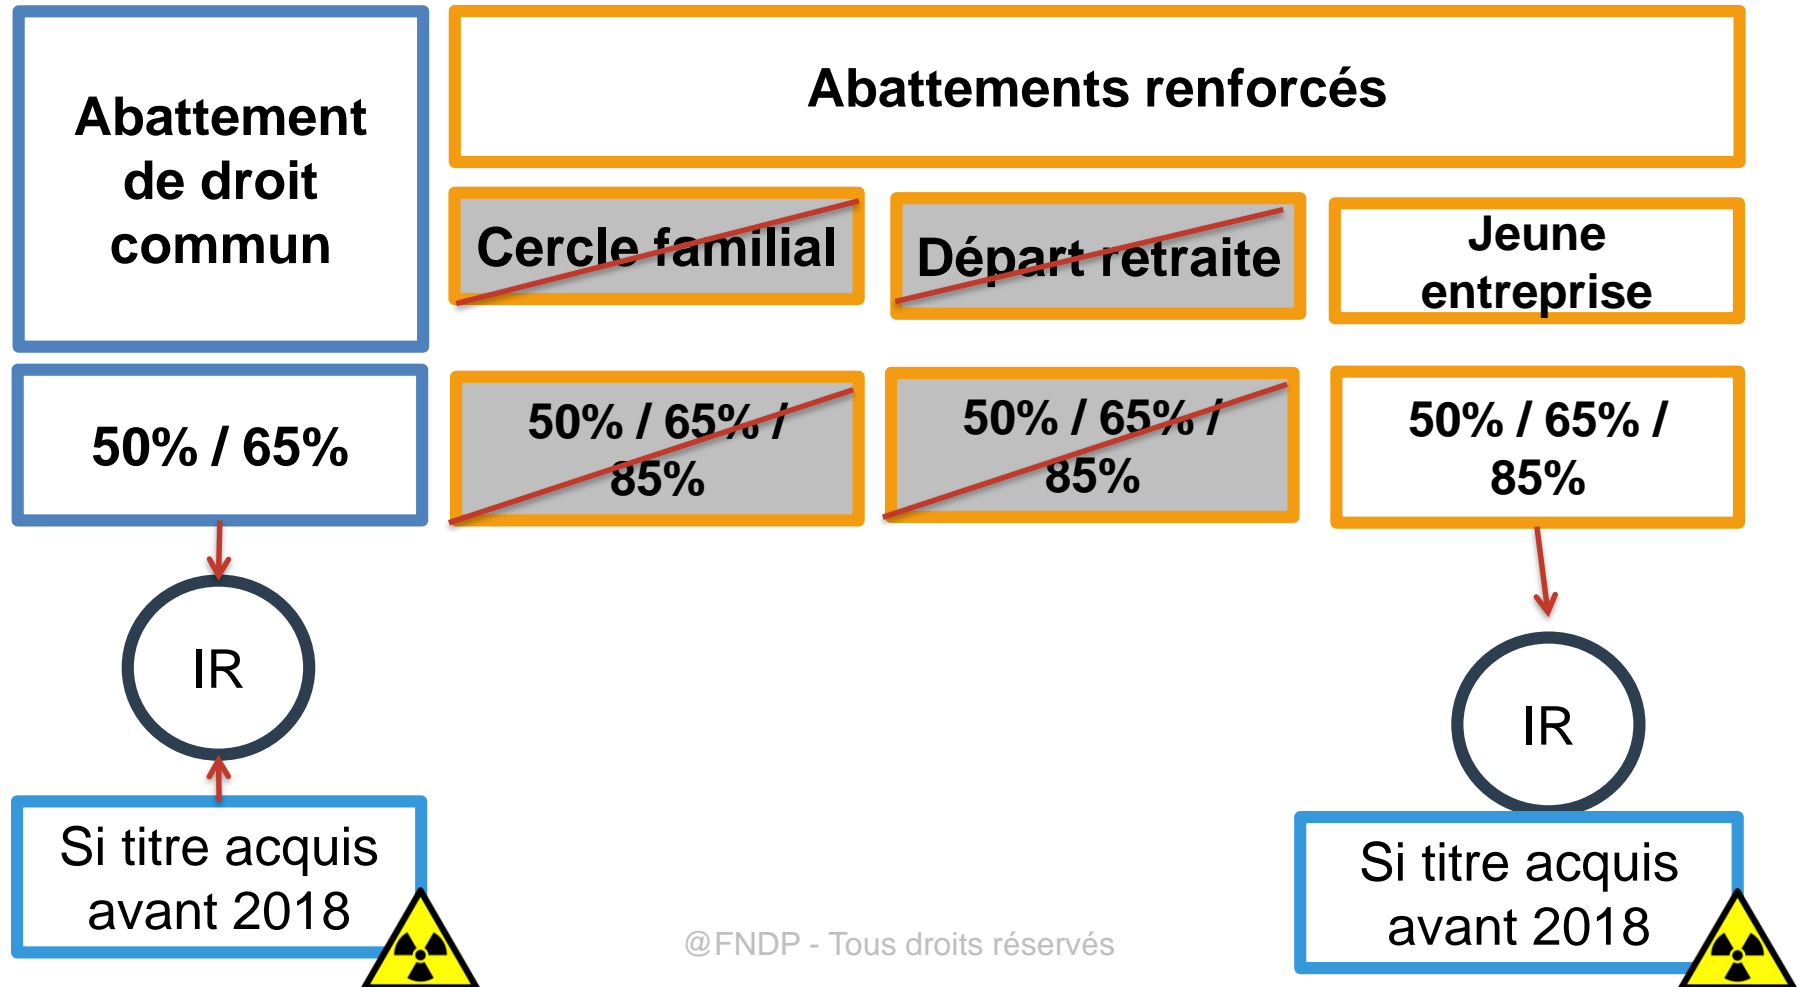 Abattement
de droit
commun
Abattements renforcés
Cercle familial
Départ retraite
Jeune
entreprise
50% / 65%
50% / 65% /
85%
50% / 65% /
85%
50% / 65% /
85%
IR
IR
Si titre acquis
avant 2018
Si titre acquis
avant 2018
@FNDP - Tous droits réservés